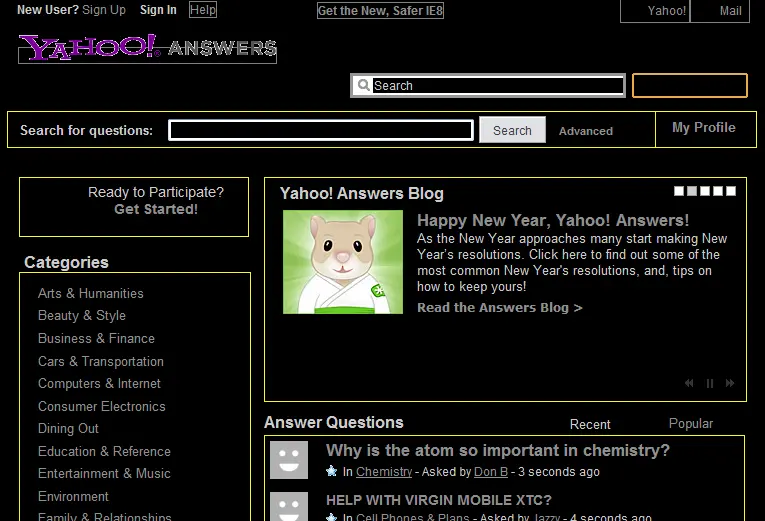 New User? Sign Up Sign In Help Get the New, Safer IE8 Yahoo! Mail
YAHOO! ANSWERS
Search
Search for questions: Search Advanced My Profile
Ready to Participate?
Get Started!
Categories
Arts & Humanities
Beauty & Style
Business & Finance
Cars & Transportation
Computers & Internet
Consumer Electronics
Dining Out
Education & Reference
Entertainment & Music
Environment
Family & Relationships
Yahoo! Answers Blog
Happy New Year, Yahoo! Answers!
As the New Year approaches many start making New
Year's resolutions. Click here to find out some of the
most common New Year's resolutions, and, tips on
how to keep yours!
Read the Answers Blog >
Answer Questions Recent Popular
Why is the atom so important in chemistry?
In Chemistry - Asked by Don B - 3 seconds ago
HELP WITH VIRGIN MOBILE XTC?
In Cell Phones & Plans - Asked by Jazzy - 4 seconds ago